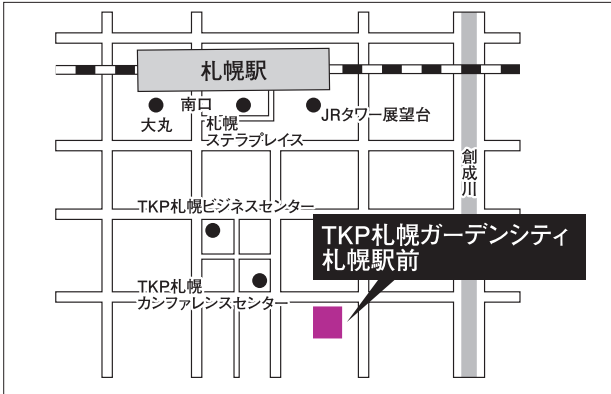 札幌駅
南口
大丸
札幌
ステラプレイス
JRタワー展望台
創成川
TKP札幌ビジネスセンター
TKP札幌ガーデンシティ
札幌駅前
TKP札幌
カンファレンスセンター